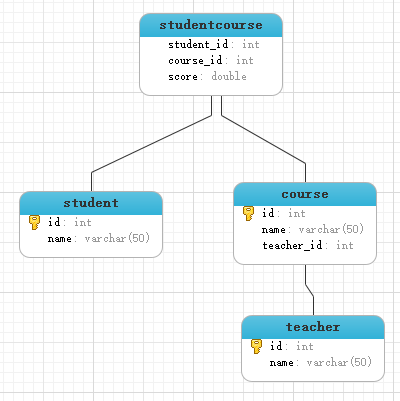 studentcourse
student_id: int
course_id: int
score: double
student
id: int
name: varchar(50)
course
id: int
name: varchar(50)
teacher_id: int
teacher
id: int
name: varchar(50)